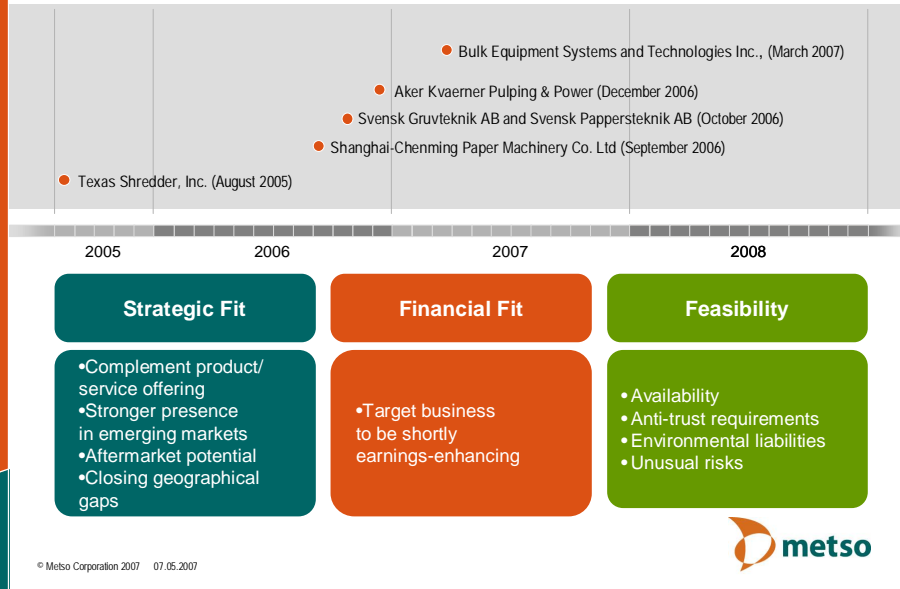 Bulk Equipment Systems and Technologies Inc., (March 2007)
Aker Kvaerner Pulping & Power (December 2006)
Svensk Gruvteknik AB and Svensk Pappersteknik AB (October 2006)
Shanghai-Chenming Paper Machinery Co. Ltd (September 2006)
Texas Shredder, Inc. (August 2005)
2005 2006 2007 2008
Strategic Fit
•Complement product/
service offering
•Stronger presence
in emerging markets
•Aftermarket potential
•Closing geographical
gaps
Financial Fit
•Target business
to be shortly
earnings-enhancing
Feasibility
•Availability
•Anti-trust requirements
•Environmental liabilities
•Unusual risks
metso
© Metso Corporation 2007 07.05.2007